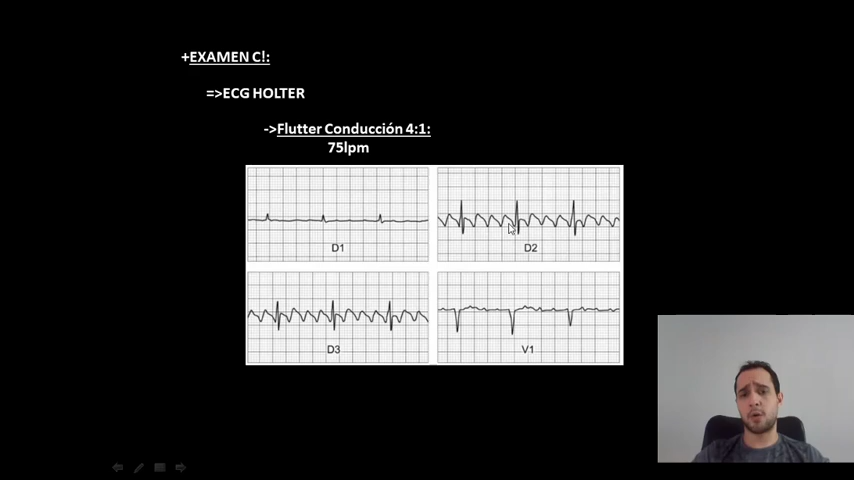 +EXAMEN C!:
=>ECG HOLTER
->Flutter Conducción 4:1:
75lpm
D1
D2
D3
V1